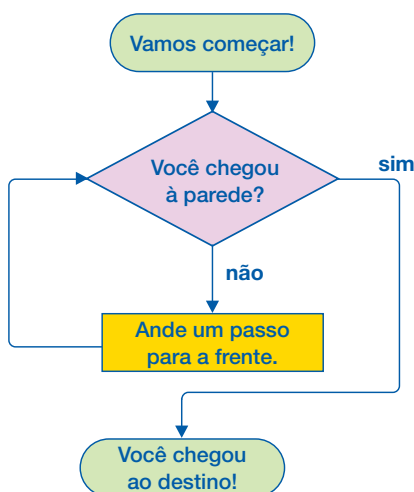 Vamos começar!
Você chegou
à parede?
sim
não
Ande um passo
para a frente.
Você chegou
ao destino!